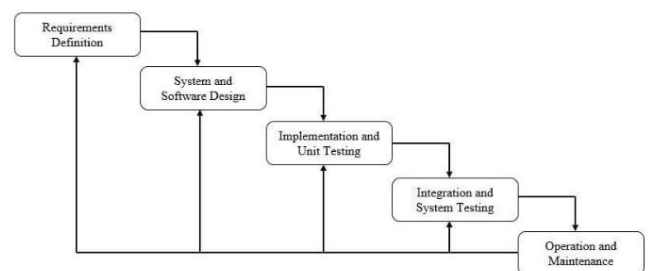 Requirements
Definition
System and
Software Design
Implementation and
Unit Testing
Integration and
System Testing
Operation and
Maintenance